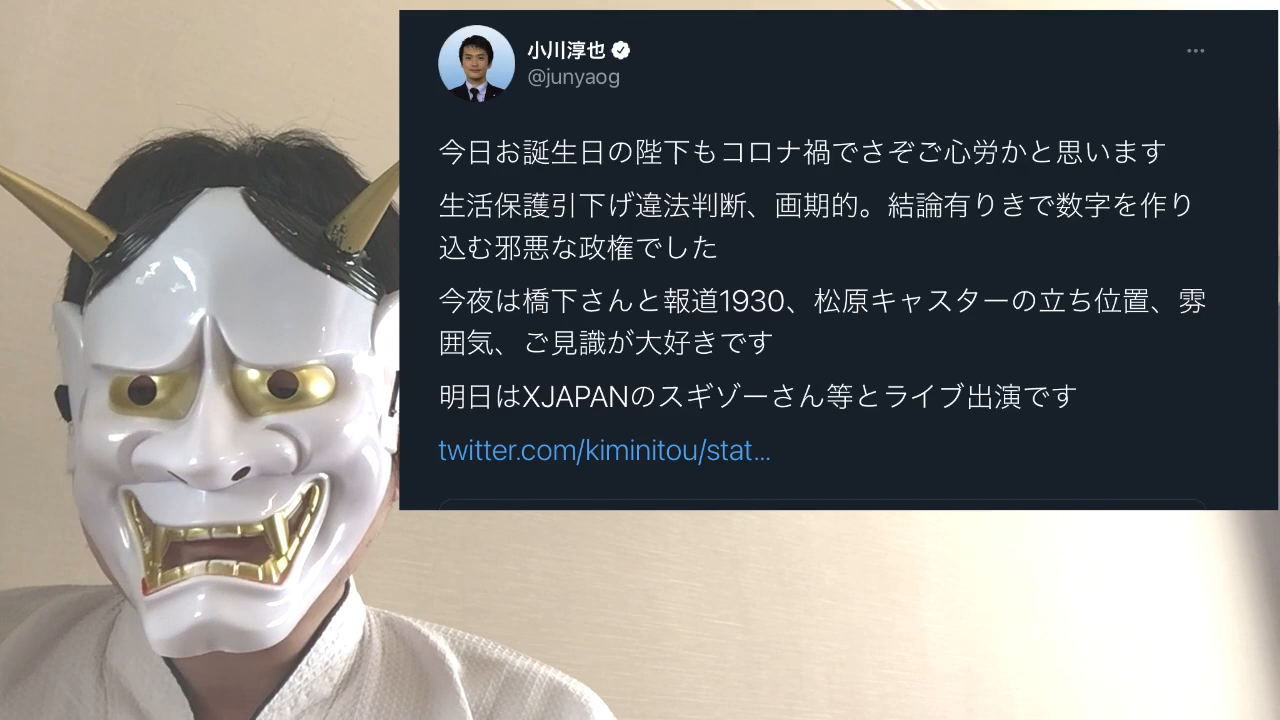 小川淳也
@junyaog
今日お誕生日の陛下もコロナ禍でさぞご心労かと思います
生活保護引下げ違法判断、画期的。結論有りきで数字を作り
込む邪悪な政権でした
今夜は橋下さんと報道1930、松原キャスターの立ち位置、雰
囲気、ご見識が大好きです
明日はXJAPANのスギゾーさん等とライブ出演です
twitter.com/kiminitou/stat...